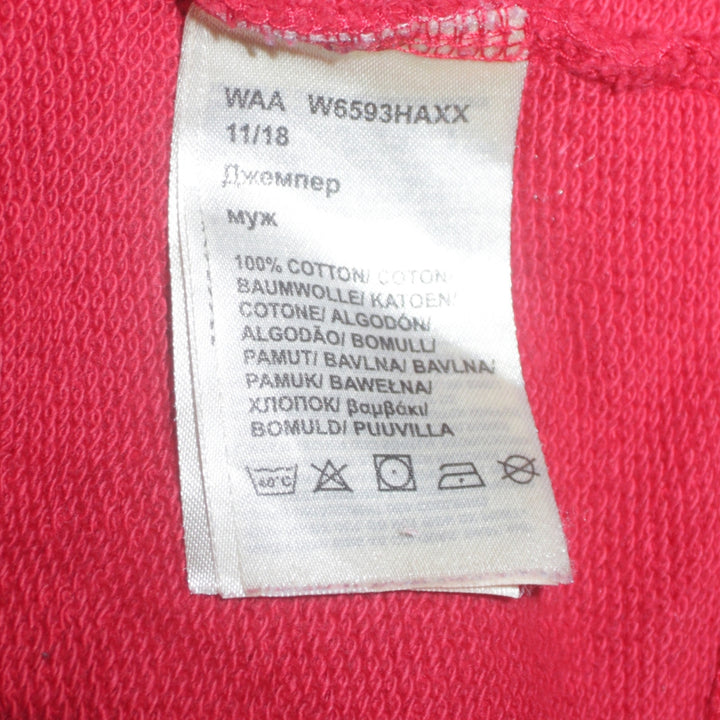 WAA W6593HAXX
11/18
Джемпер
муж
100% COTTON/ COTON/
BAUMWOLLE/ KATOEN/
COTONE/ ALGODÓN/
ALGODÃO/ BOMULL/
PAMUT/ BAVLNA/ BAVLNA/
PAMUK/ BAWEŁNA/
ХЛОПОК/ βαμβάκι/
BOMULD/ PUUVILLA
40°C